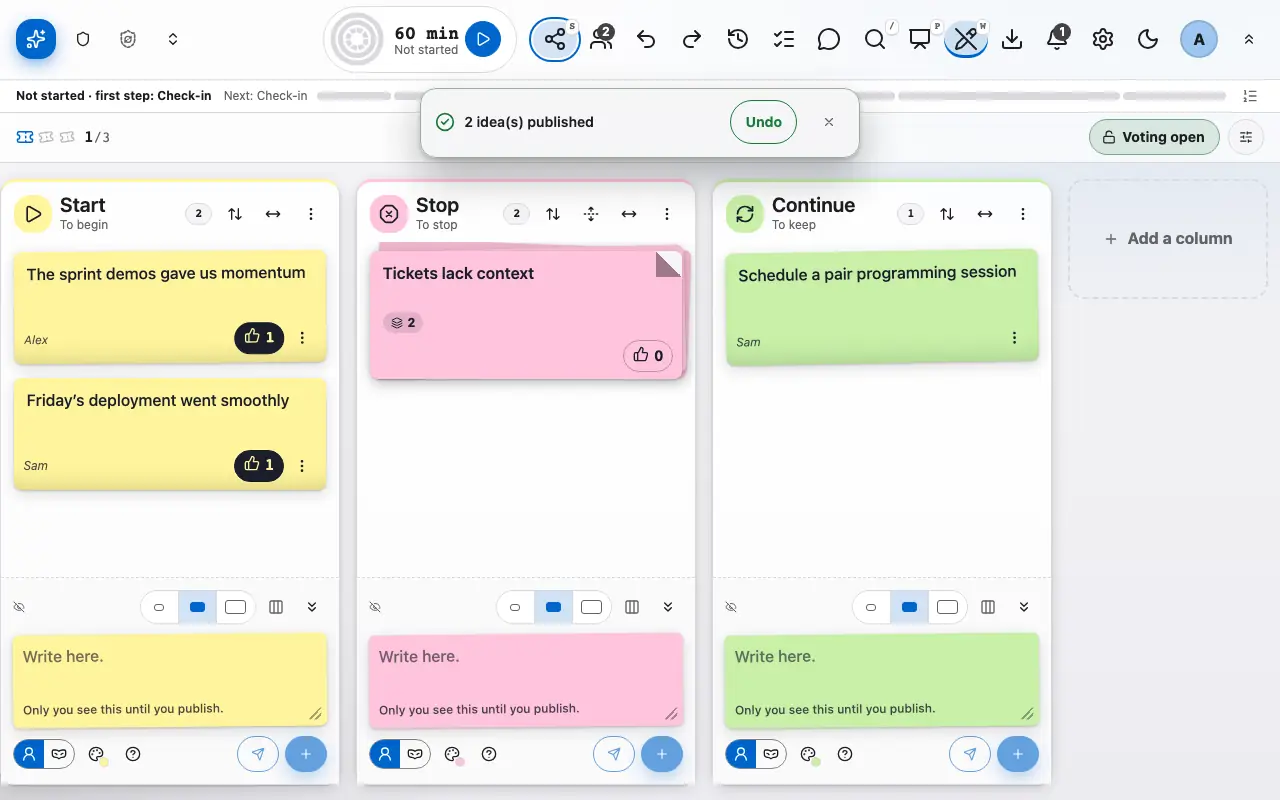 60 min
Not started
S
2
/
P
W
1
A
Not started · first step: Check-in
Next: Check-in
2 idea(s) published
Undo
1/3
Voting open
Start
To begin
2
The sprint demos gave us momentum
Alex
1
Friday’s deployment went smoothly
Sam
1
Write here.
Only you see this until you publish.
Stop
To stop
2
Tickets lack context
2
0
Write here.
Only you see this until you publish.
Continue
To keep
1
Schedule a pair programming session
Sam
Write here.
Only you see this until you publish.
Add a column